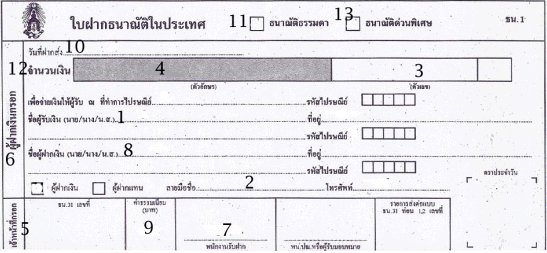 ใบฝากธนาณัติในประเทศ 11 ธนาณัติธรรมดา 13 ธนาณัติด่วนพิเศษ ธน.1
วันที่ฝากส่ง 10
12 จำนวนเงิน 4 3
(ตัวอักษร) (ตัวเลข)
เพื่อจ่ายเงินให้ผู้รับ ณ ที่ทำการไปรษณีย์ รหัสไปรษณีย์
ชื่อผู้รับเงิน (นาย/นาง/น.ส.) 1 ที่อยู่
รหัสไปรษณีย์
6 ผู้ฝากเงินกรอก
ชื่อผู้ฝากเงิน (นาย/นาง/น.ส.) 8 ที่อยู่
รหัสไปรษณีย์
ตราประจำวัน
ผู้ฝากเงิน ผู้ฝากแทน ลายมือชื่อ 2 โทรศัพท์
เจ้าหน้าที่กรอก
ธน.31 เลขที่ ค่าธรรมเนียม รายการส่งต่อแบบ
(บาท) ธน.31 ท่อน 1,2 เลขที่
5 9 7
พนักงานรับฝาก หน.ปณ.หรือผู้รับมอบหมาย